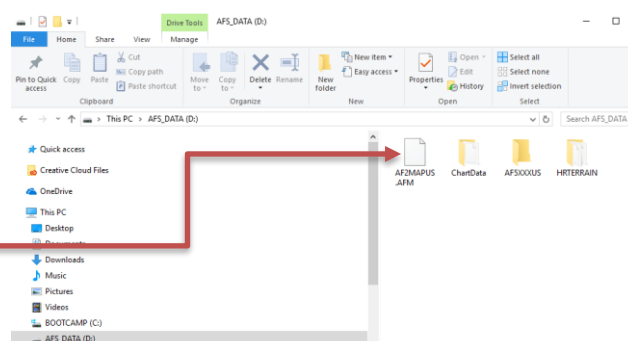 Drive Tools AFS_DATA (D:)
File Home Share View Manage
Pin to Quick access
Copy
Paste
Cut
Copy path
Paste shortcut
Clipboard
Move to
Copy to
Delete
Rename
Organize
New folder
New item
Easy access
New
Properties
Open
Edit
History
Open
Select all
Select none
Invert selection
Select
This PC > AFS_DATA (D:)
Search AFS_DATA
Quick access
Creative Cloud Files
OneDrive
This PC
Desktop
Documents
Downloads
Music
Pictures
Videos
BOOTCAMP (C:)
AFS_DATA (D:)
AF2MAPUS
.AFM
ChartData
AF5XXXUS
HRTERRAIN